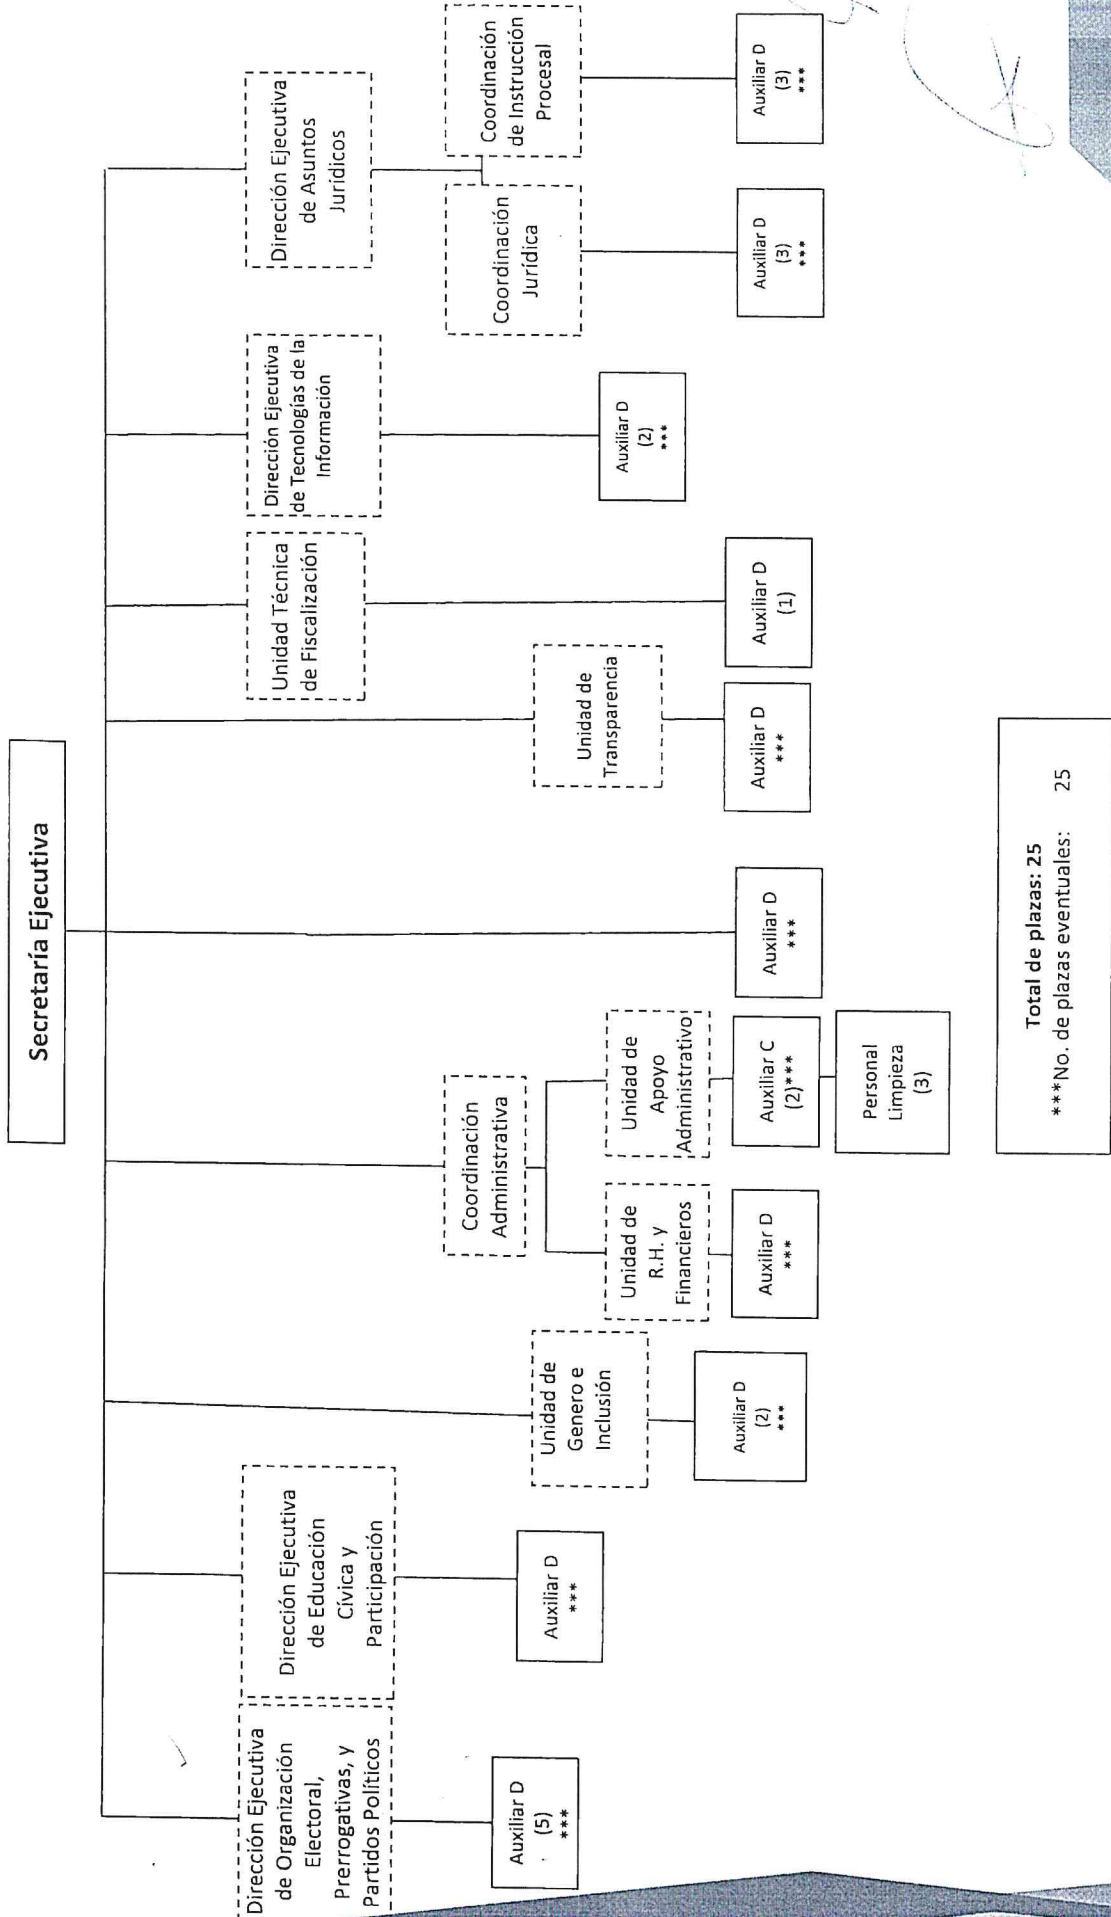 Secretaría Ejecutiva
Dirección Ejecutiva
de Organización
Electoral,
Prerrogativas, y
Partidos Políticos
Auxiliar D
(5)
***
Dirección Ejecutiva
de Educación
Cívica y
Participación
Auxiliar D
***
Unidad de
Genero e
Inclusión
Auxiliar D
(2)
***
Coordinación
Administrativa
Unidad de
R.H. y
Financieros
Auxiliar D
***
Unidad de
Apoyo
Administrativo
Auxiliar C
(2)***
Personal
Limpieza
(3)
Auxiliar D
***
Unidad de
Transparencia
Auxiliar D
***
Unidad Técnica
de Fiscalización
Auxiliar D
(1)
Dirección Ejecutiva
de Tecnologías de la
Información
Auxiliar D
(2)
***
Dirección Ejecutiva
de Asuntos
Jurídicos
Coordinación
Jurídica
Auxiliar D
(3)
***
Coordinación
de Instrucción
Procesal
Auxiliar D
(3)
***
Total de plazas: 25
***No. de plazas eventuales: 25